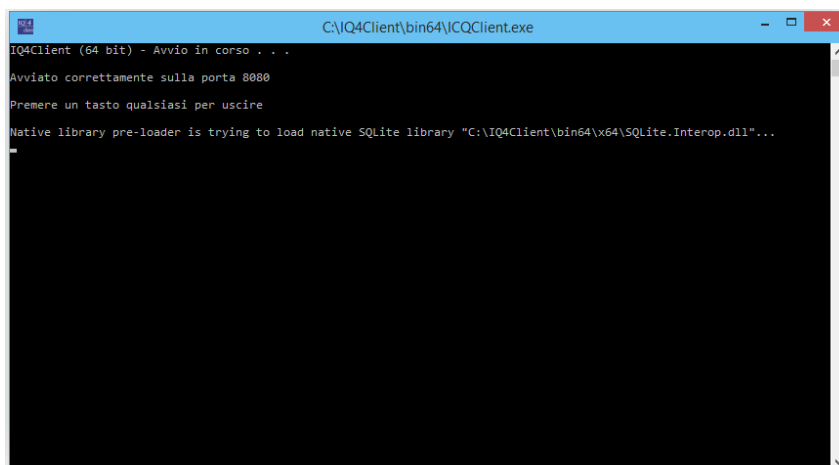 C:\IQ4Client\bin64\ICQClient.exe
IQ4Client (64 bit) - Avvio in corso . . .
Avviato correttamente sulla porta 8080
Premere un tasto qualsiasi per uscire
Native library pre-loader is trying to load native SQLite library "C:\IQ4Client\bin64\x64\SQLite.Interop.dll"...